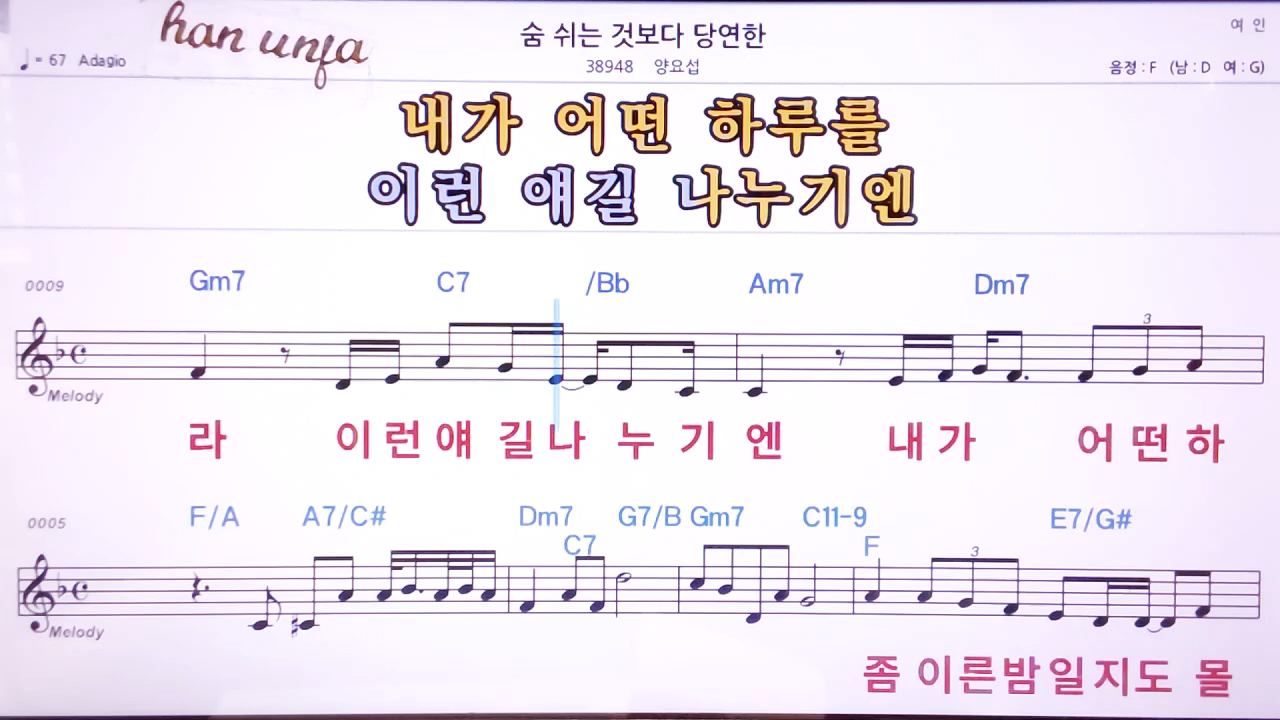 han unfa
숨 쉬는 것보다 당연한
여 인
♩ = 67 Adagio
38948 양요섭
음정 : F (남 : D 여 : G)
내가 어떤 하루를
이런 얘길 나누기엔
0009
Gm7 C7 /Bb Am7 Dm7
3
Melody
라 이런얘 길나 누 기 엔 내가 어떤하
0005
F/A A7/C# Dm7 G7/B Gm7 C11-9 E7/G#
C7 F
3
Melody
좀 이른밤일지도 몰